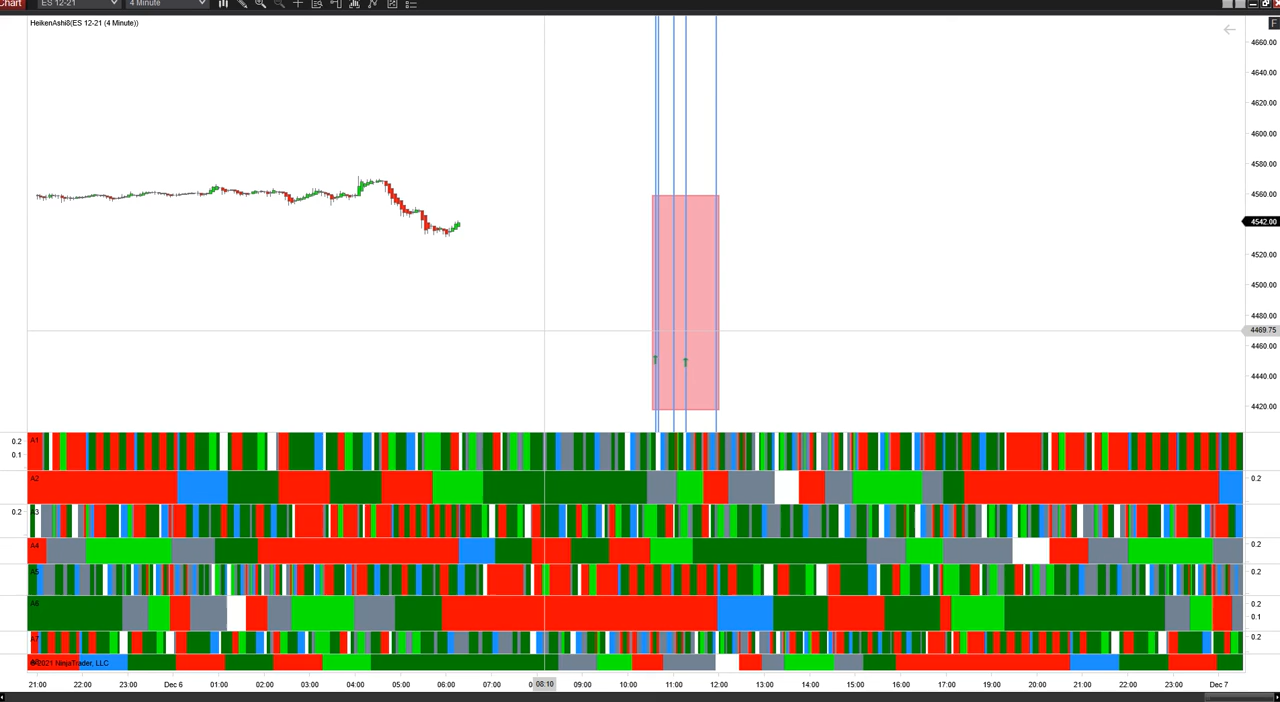 Chart ES 12-21 4 Minute
HeikenAshi8(ES 12-21 (4 Minute))
F
4660.00
4640.00
4620.00
4600.00
4580.00
4560.00
4542.00
4520.00
4500.00
4480.00
4469.75
4460.00
4440.00
4420.00
A1
0.2
0.1
A2
0.2
A3
0.2
A4
0.2
A5
0.2
A6
0.2
0.1
A7
0.2
© 2021 NinjaTrader, LLC
21:00 22:00 23:00 Dec 6 01:00 02:00 03:00 04:00 05:00 06:00 07:00 08:10 09:00 10:00 11:00 12:00 13:00 14:00 15:00 16:00 17:00 18:00 19:00 20:00 21:00 22:00 23:00 Dec 7